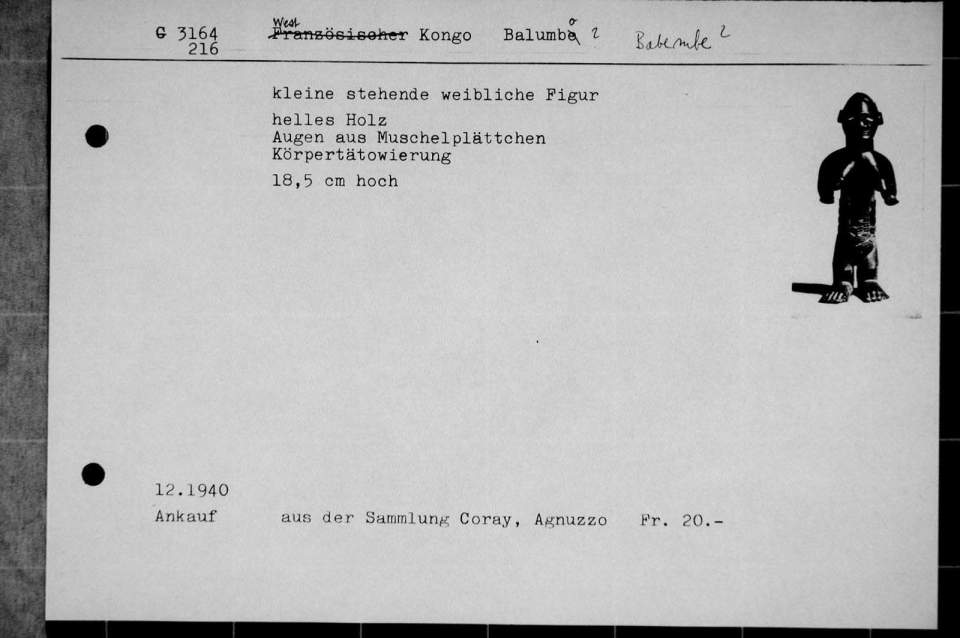 West
G 3164 Französischer Kongo Balumbo ? Babembe ?
216
kleine stehende weibliche Figur
helles Holz
Augen aus Muschelplättchen
Körpertätowierung
18,5 cm hoch
12.1940
Ankauf aus der Sammlung Coray, Agnuzzo Fr. 20.-